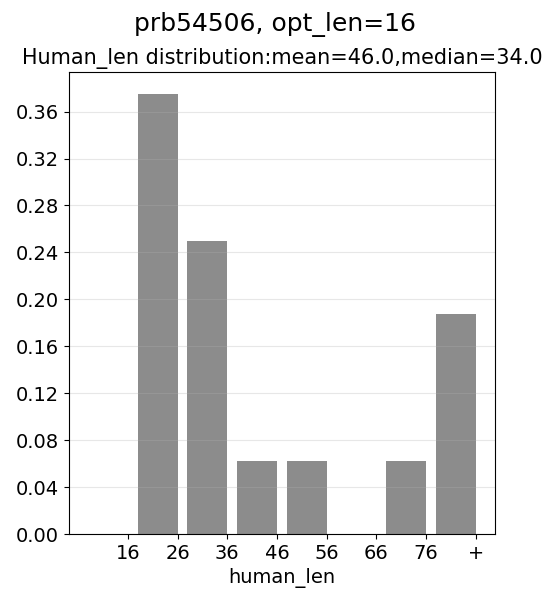 prb54506, opt_len=16
Human_len distribution:mean=46.0,median=34.0
0.36
0.32
0.28
0.24
0.20
0.16
0.12
0.08
0.04
0.00
16 26 36 46 56 66 76 +
human_len